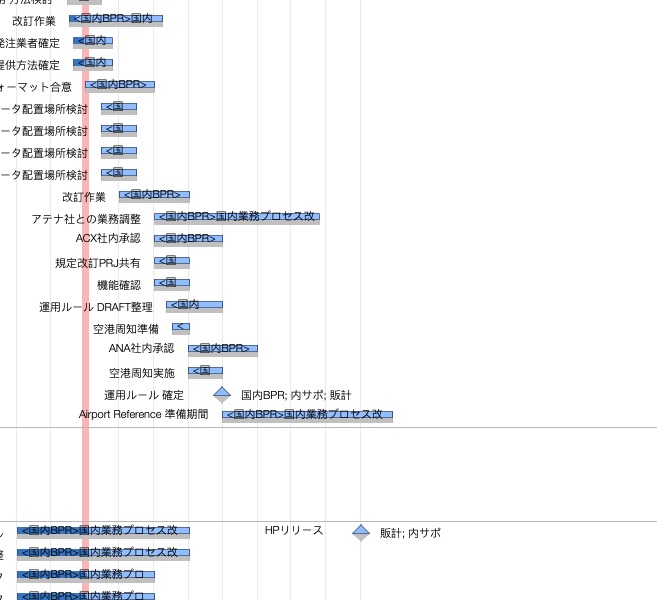 改訂作業 <国内BPR>国内
発注業者確定 <国内
提供方法確定 <国内
ォーマット合意 <国内BPR>
ータ配置場所検討 <国
ータ配置場所検討 <国
ータ配置場所検討 <国
ータ配置場所検討 <国
改訂作業 <国内BPR>
アテナ社との業務調整 <国内BPR>国内業務プロセス改
ACX社内承認 <国内BPR>
規定改訂PRJ共有 <国
機能確認 <国
運用ルール DRAFT整理 <国内
空港周知準備 <
ANA社内承認 <国内BPR>
空港周知実施 <国
運用ルール 確定 国内BPR; 内サポ; 販計
Airport Reference 準備期間 <国内BPR>国内業務プロセス改
<国内BPR>国内業務プロセス改 HPリリース 販計; 内サポ
整 <国内BPR>国内業務プロセス改
<国内BPR>国内業務プロ
<国内BPR>国内業務プロ